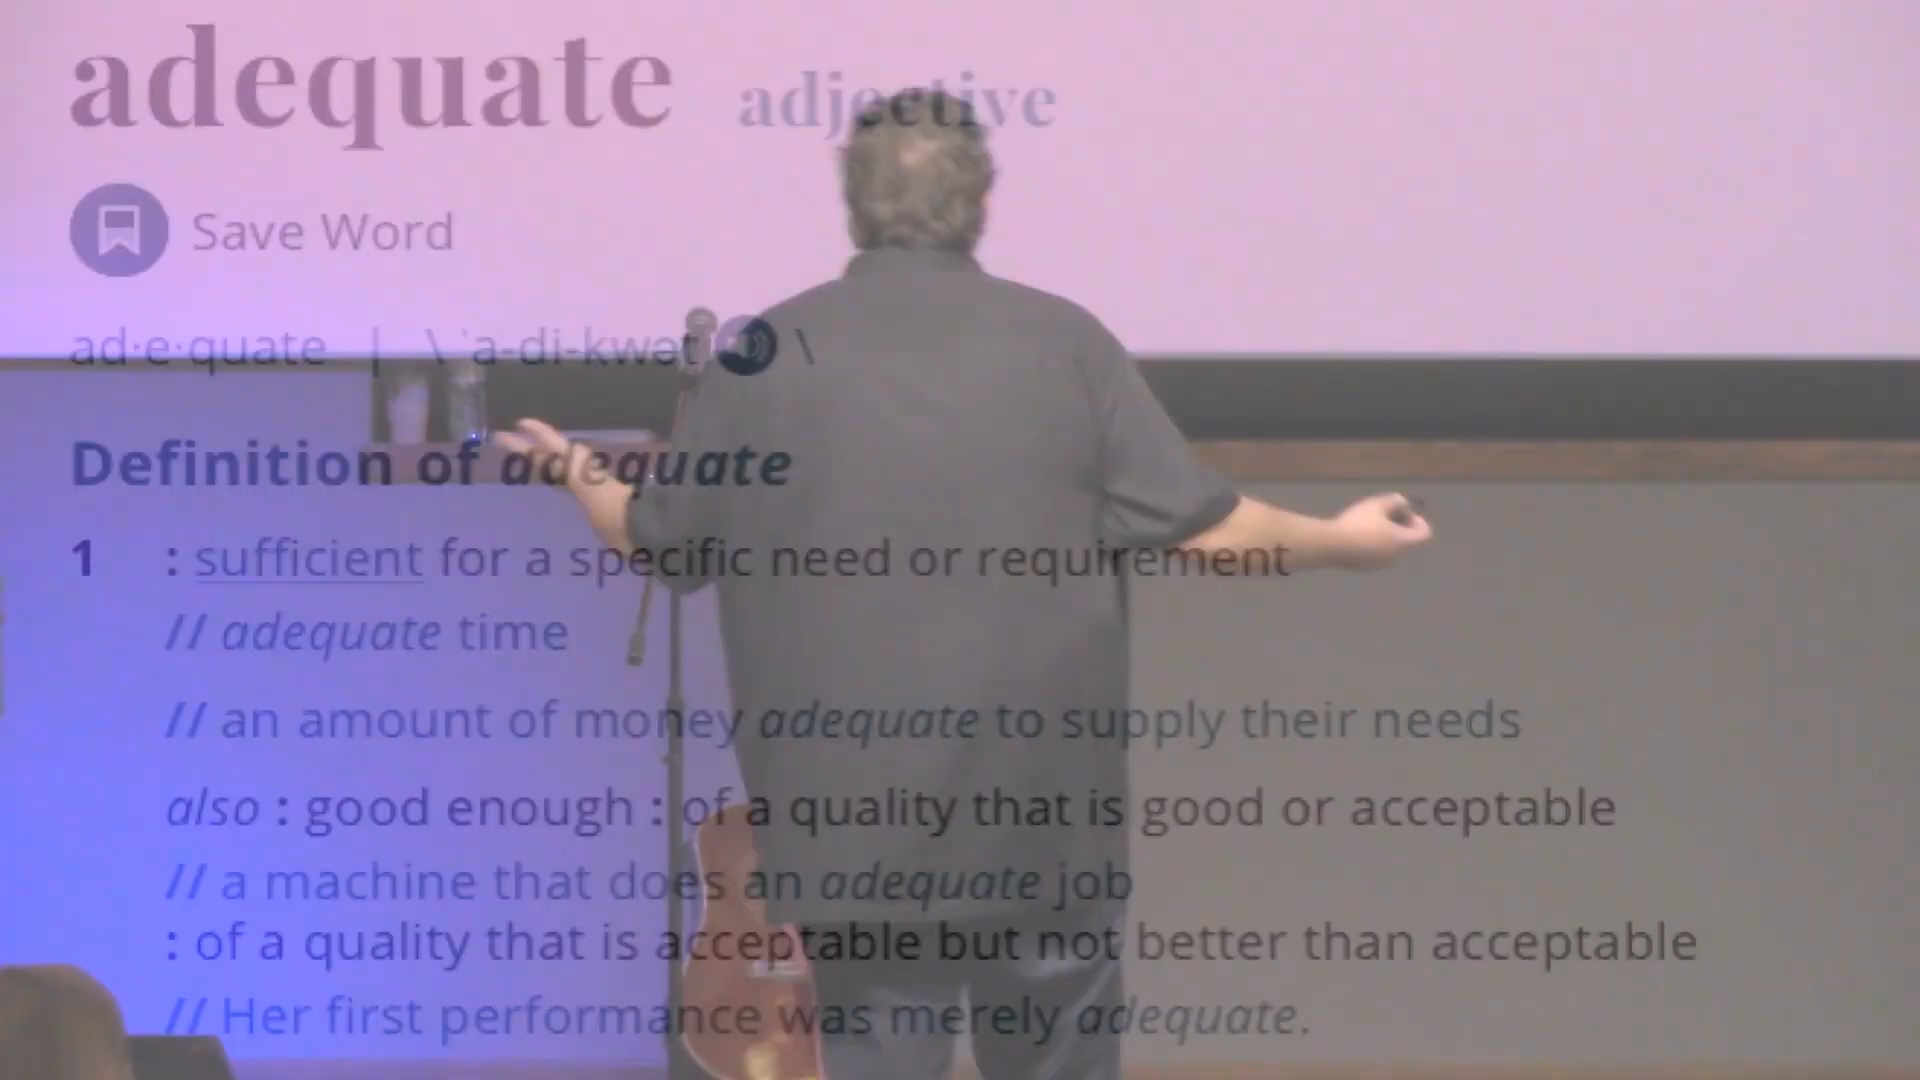 adequate adjective
Save Word
ad·e·quate | \ ˈa-di-kwət \
Definition of adequate
1 : sufficient for a specific need or requirement
// adequate time
// an amount of money adequate to supply their needs
also : good enough : of a quality that is good or acceptable
// a machine that does an adequate job
: of a quality that is acceptable but not better than acceptable
// Her first performance was merely adequate.